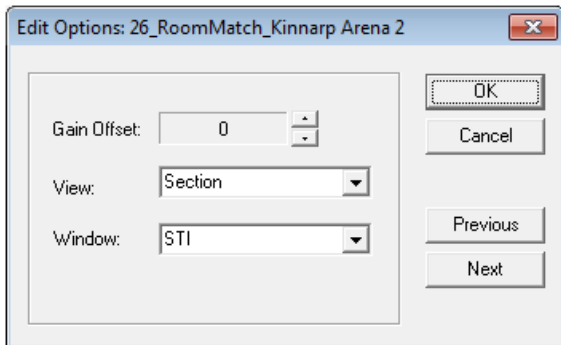 Edit Options: 26_RoomMatch_Kinnarp Arena 2
OK
Gain Offset: 0
Cancel
View: Section
Window: STI
Previous
Next